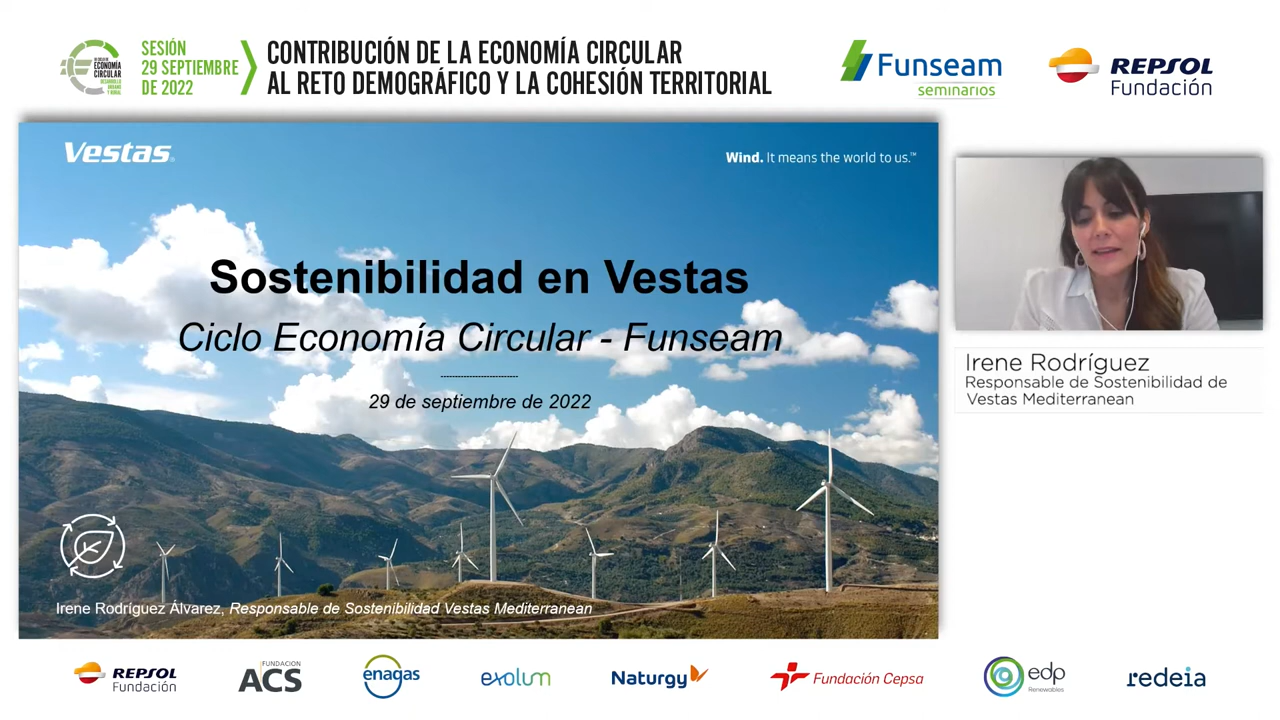 ECONOMÍA
CIRCULAR
SESIÓN
29 SEPTIEMBRE
DE 2022
CONTRIBUCIÓN DE LA ECONOMÍA CIRCULAR
AL RETO DEMOGRÁFICO Y LA COHESIÓN TERRITORIAL
Funseam
seminarios
REPSOL
Fundación
Vestas
Wind. It means the world to us.™
Sostenibilidad en Vestas
Ciclo Economía Circular - Funseam
29 de septiembre de 2022
Irene Rodríguez Álvarez, Responsable de Sostenibilidad Vestas Mediterranean
Irene Rodríguez
Responsable de Sostenibilidad de
Vestas Mediterranean
REPSOL
Fundación
FUNDACION
ACS
enagas
exolum
Naturgy
Fundación Cepsa
edp
Renewables
redeia